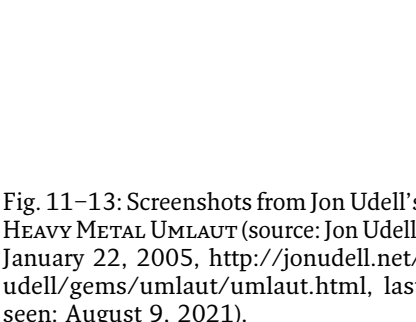 Fig. 11–13: Screenshots from Jon Udell's
Heavy Metal Umlaut (source: Jon Udell
January 22, 2005, http://jonudell.net/
udell/gems/umlaut/umlaut.html, last
seen: August 9, 2021).